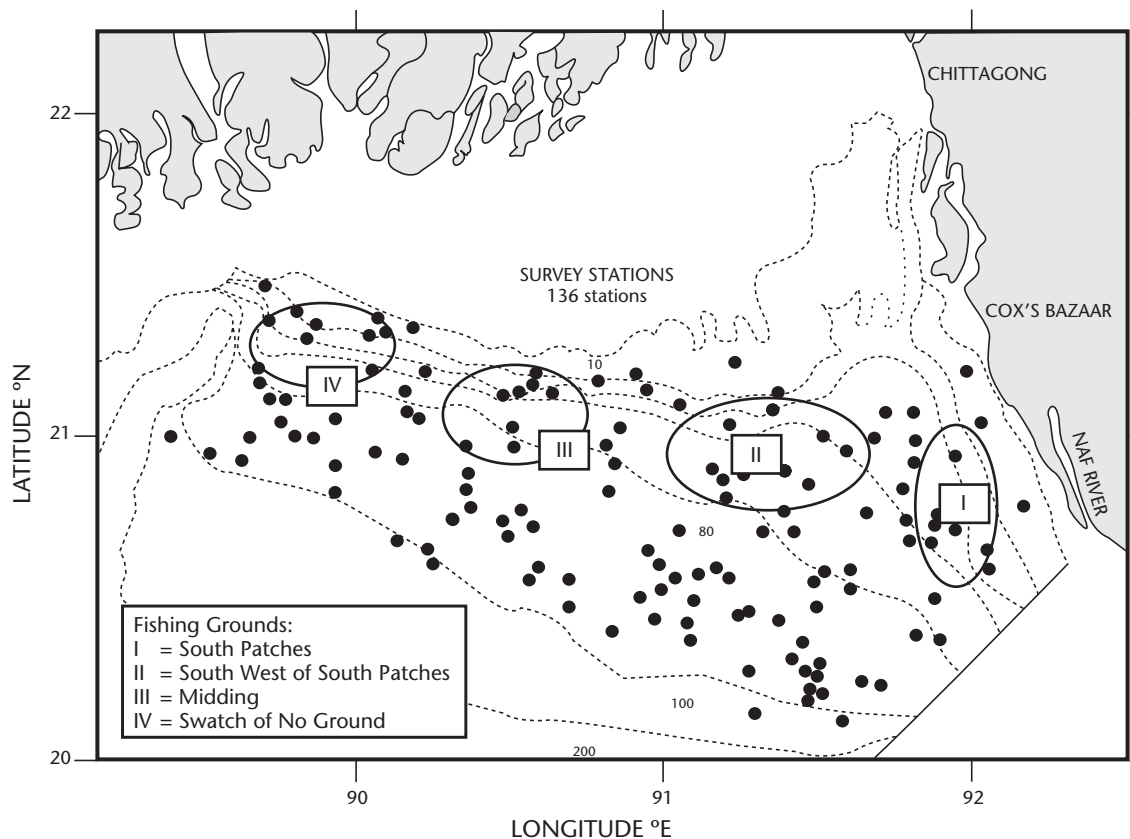 CHITTAGONG
22
SURVEY STATIONS
136 stations
COX'S BAZAAR
10
IV
III
II
I
21
NAF RIVER
LATITUDE ºN
80
Fishing Grounds:
I = South Patches
II = South West of South Patches
III = Midding
IV = Swatch of No Ground
100
200
20
90
91
92
LONGITUDE ºE